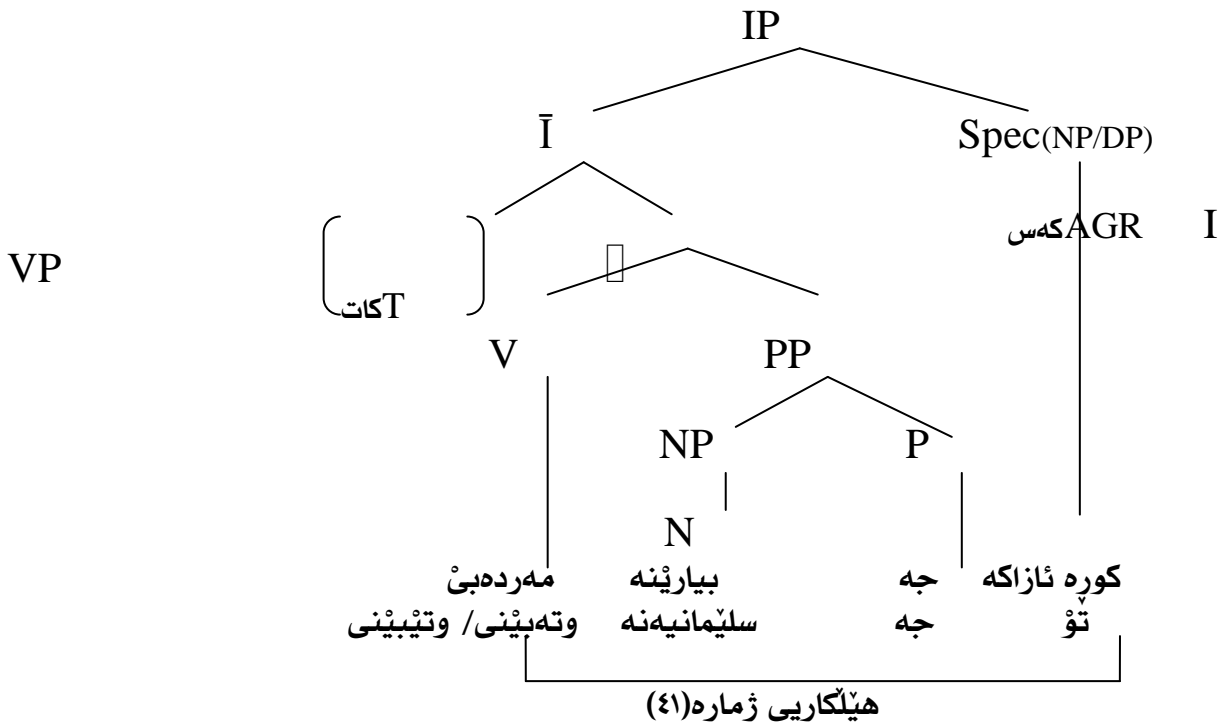 IP
Ī Spec(NP/DP)
کەس AGR I
VP
کات T
V PP
NP P
N
کورە ئازاکە جە بیارێنە مەردەبێ
تۆ جە سلێمانیەنە وتەبێنی/ وتێبێنی
هێڵکاریی ژمارە(٤١)